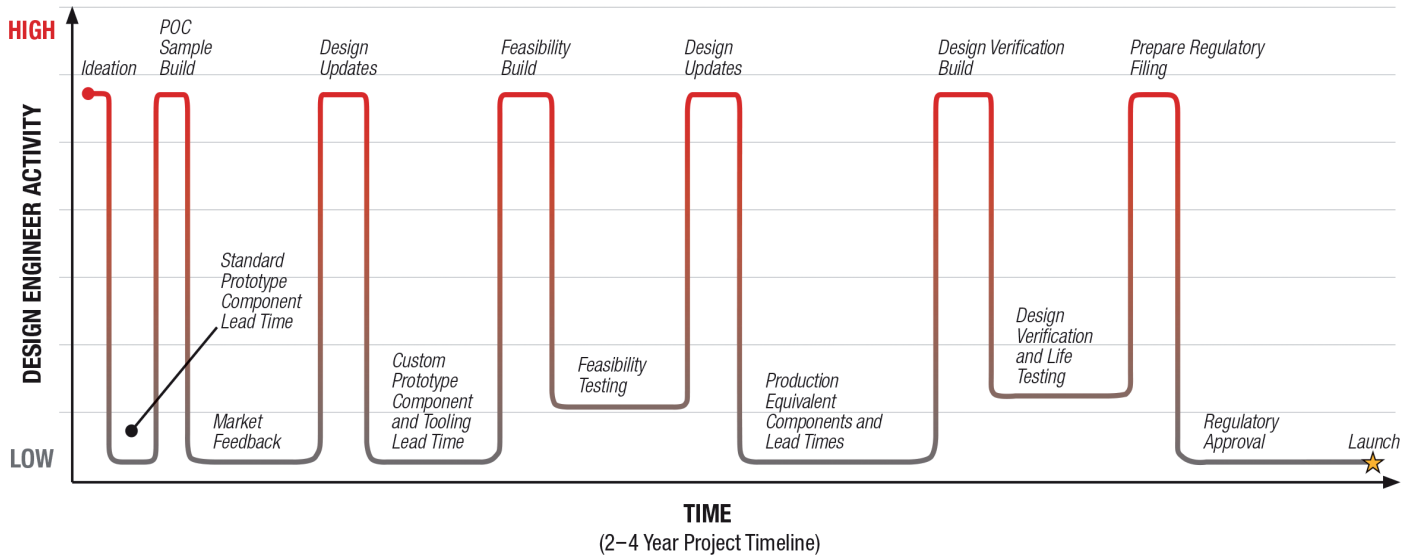 HIGH
LOW
DESIGN ENGINEER ACTIVITY
Ideation
POC
Sample
Build
Design
Updates
Feasibility
Build
Design
Updates
Design Verification
Build
Prepare Regulatory
Filing
Standard
Prototype
Component
Lead Time
Market
Feedback
Custom
Prototype
Component
and Tooling
Lead Time
Feasibility
Testing
Production
Equivalent
Components and
Lead Times
Design
Verification
and Life
Testing
Regulatory
Approval
Launch
TIME
(2–4 Year Project Timeline)